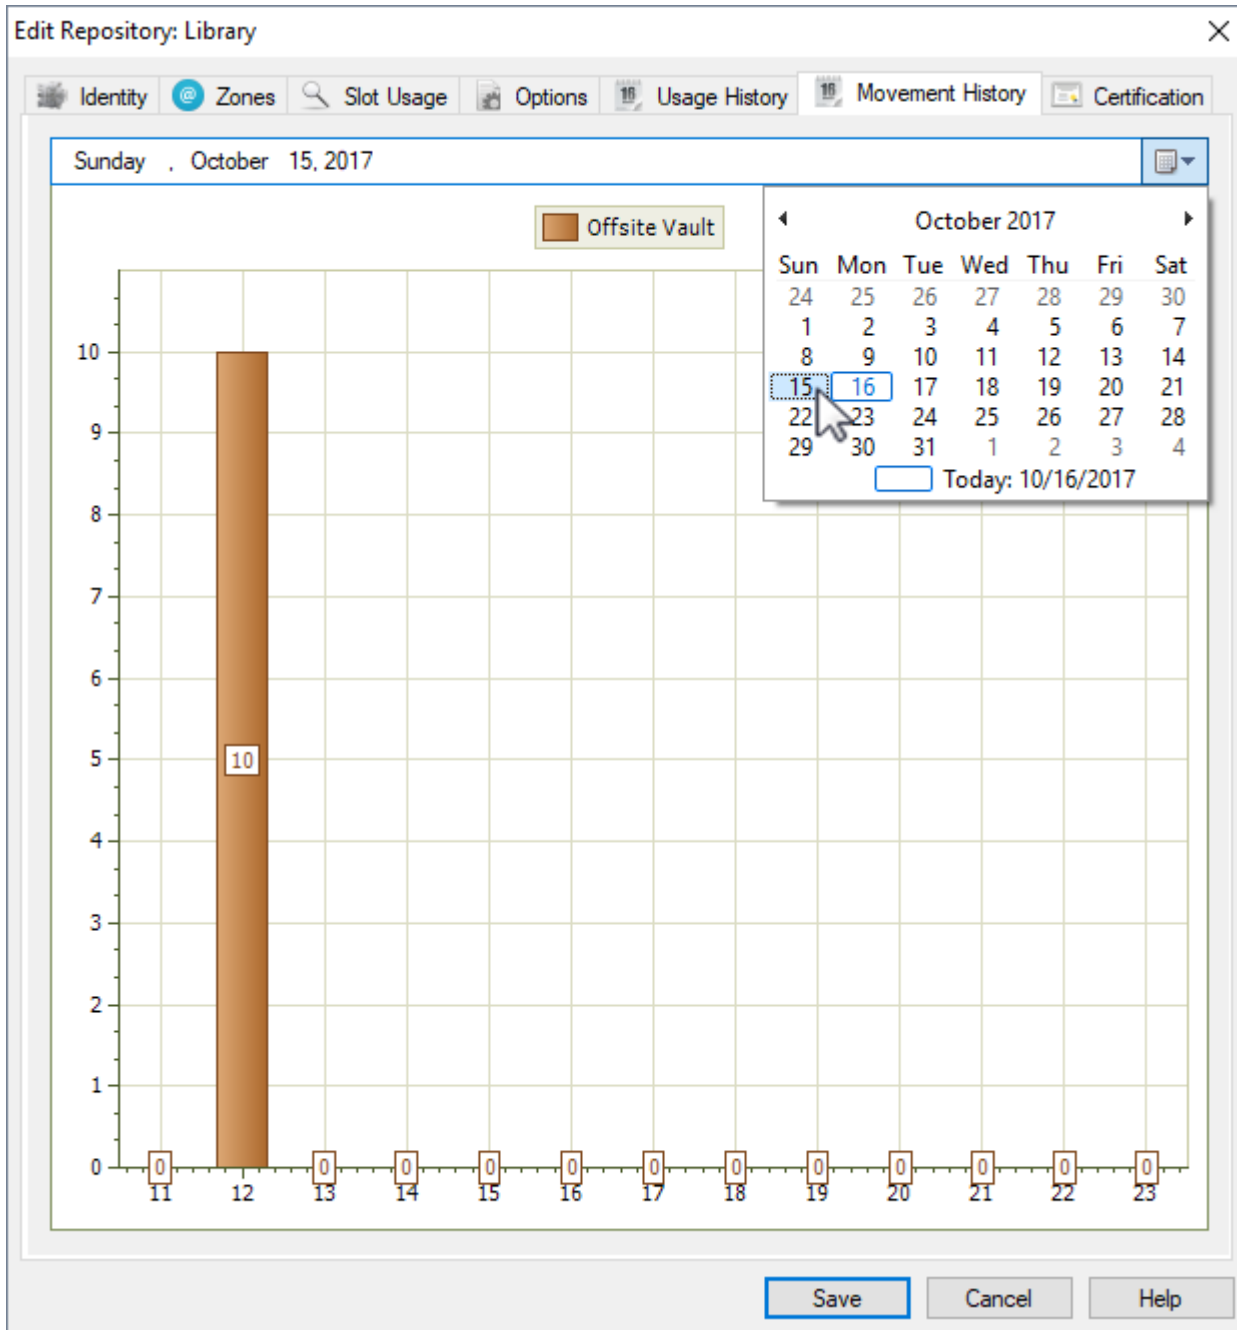 Edit Repository: Library
Identity Zones Slot Usage Options Usage History Movement History Certification
Sunday , October 15, 2017
Offsite Vault
October 2017
Sun Mon Tue Wed Thu Fri Sat
24 25 26 27 28 29 30
1 2 3 4 5 6 7
8 9 10 11 12 13 14
15 16 17 18 19 20 21
22 23 24 25 26 27 28
29 30 31 1 2 3 4
Today: 10/16/2017
10
9
8
7
6
5
10
4
3
2
1
0
0 0 0 0 0 0 0 0 0 0 0 0
11 12 13 14 15 16 17 18 19 20 21 22 23
Save Cancel Help